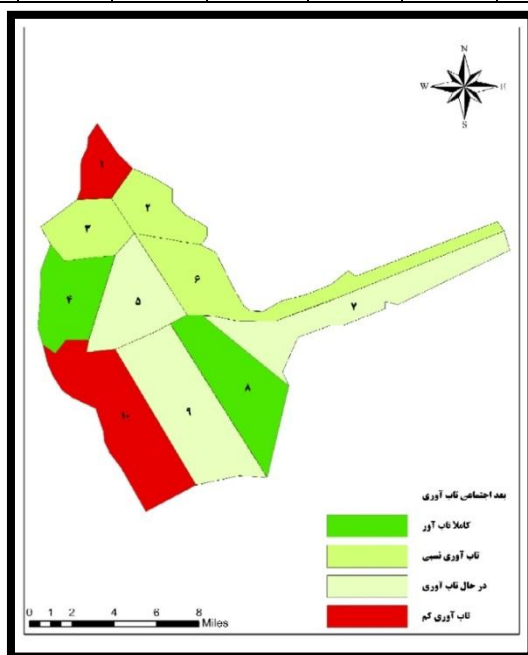 N
W E
S
۱
۲
۳
۶
۴
۵
۷
۸
۹
۱۰
بعد اجتماعی تاب آوری
کاملا تاب آور
تاب آوری نسبی
در حال تاب آوری
تاب آوری کم
0 1 2 4 6 8
Miles